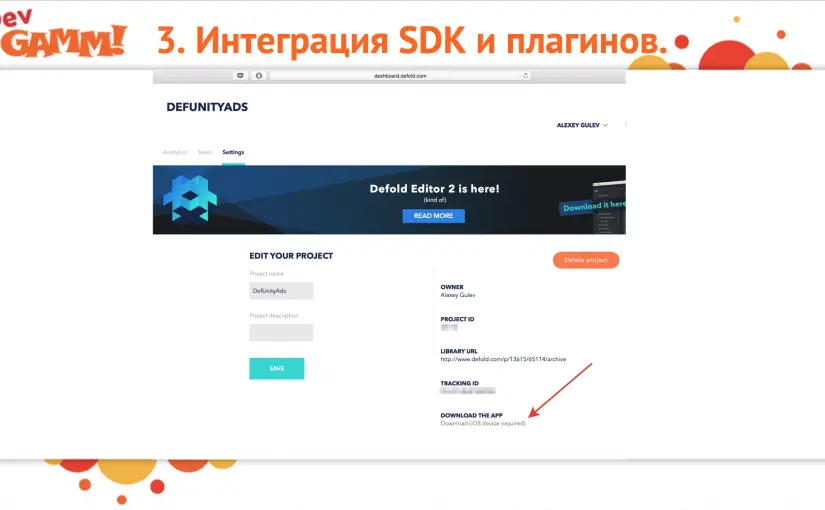 Dev
GAMM!
3. Интеграция SDK и плагинов.
dashboard.defold.com
DEFUNITYADS
ALEXEY GULEV
Analytics Team Settings
Defold Editor 2 is here!
(kind of)
READ MORE
Download it here
EDIT YOUR PROJECT
Delete project
Project name
DefUnityAds
Project description
SAVE
OWNER
Alexey Gulev
PROJECT ID
LIBRARY URL
http://www.defold.com/p/13615/65114/archive
TRACKING ID
DOWNLOAD THE APP
Download (iOS device required)